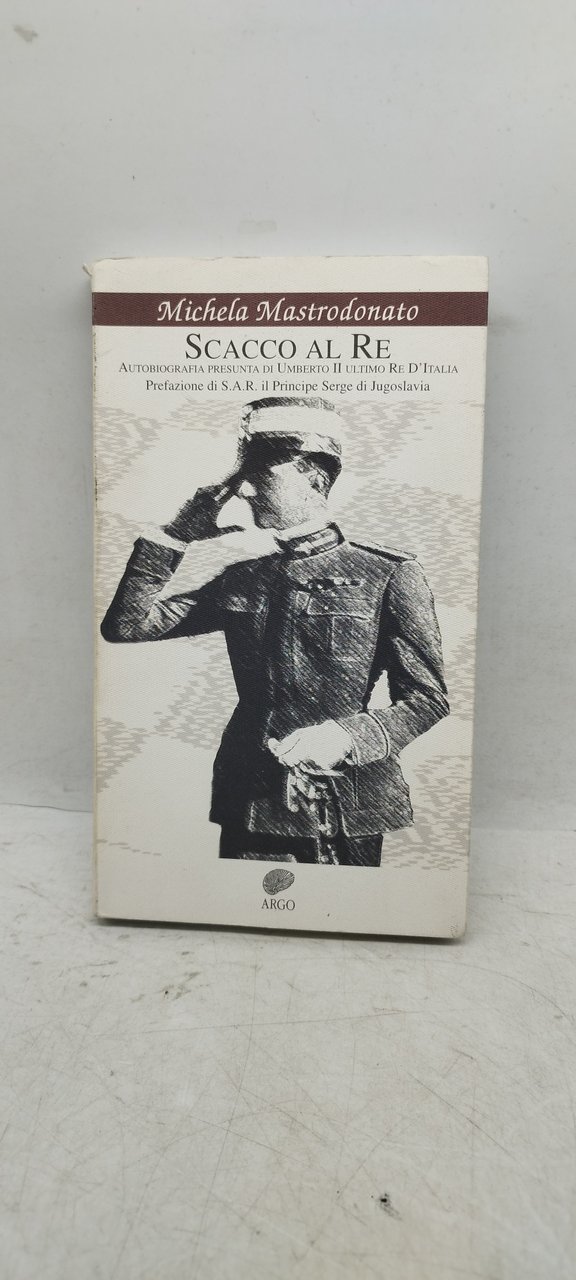 Michela Mastrodonato
SCACCO AL RE
AUTOBIOGRAFIA PRESUNTA DI UMBERTO II ULTIMO RE D'ITALIA
Prefazione di S.A.R. il Principe Serge di Jugoslavia
ARGO